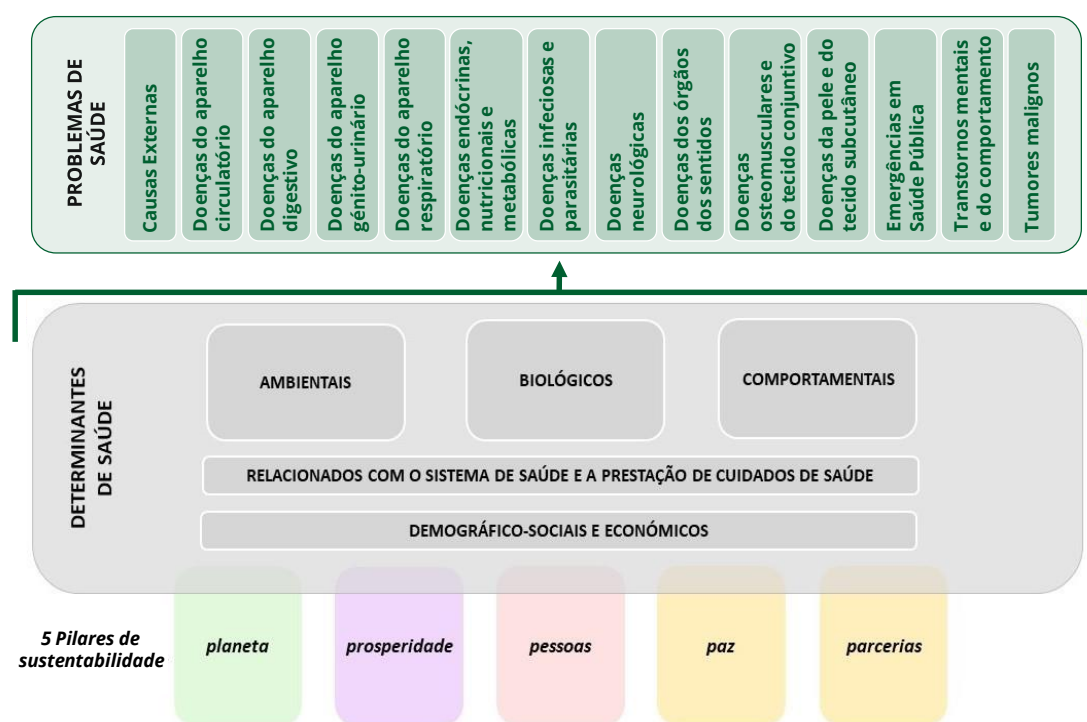 PROBLEMAS DE
SAÚDE
Causas Externas
Doenças do aparelho
circulatório
Doenças do aparelho
digestivo
Doenças do aparelho
génito-urinário
Doenças do aparelho
respiratório
Doenças endócrinas,
nutricionais e
metabólicas
Doenças infeciosas e
parasitárias
Doenças
neurológicas
Doenças dos órgãos
dos sentidos
Doenças
osteomusculares e
do tecido conjuntivo
Doenças da pele e do
tecido subcutâneo
Emergências em
Saúde Pública
Transtornos mentais
e do comportamento
Tumores malignos
DETERMINANTES
DE SAÚDE
AMBIENTAIS
BIOLÓGICOS
COMPORTAMENTAIS
RELACIONADOS COM O SISTEMA DE SAÚDE E A PRESTAÇÃO DE CUIDADOS DE SAÚDE
DEMOGRÁFICO-SOCIAIS E ECONÓMICOS
5 Pilares de
sustentabilidade
planeta
prosperidade
pessoas
paz
parcerias